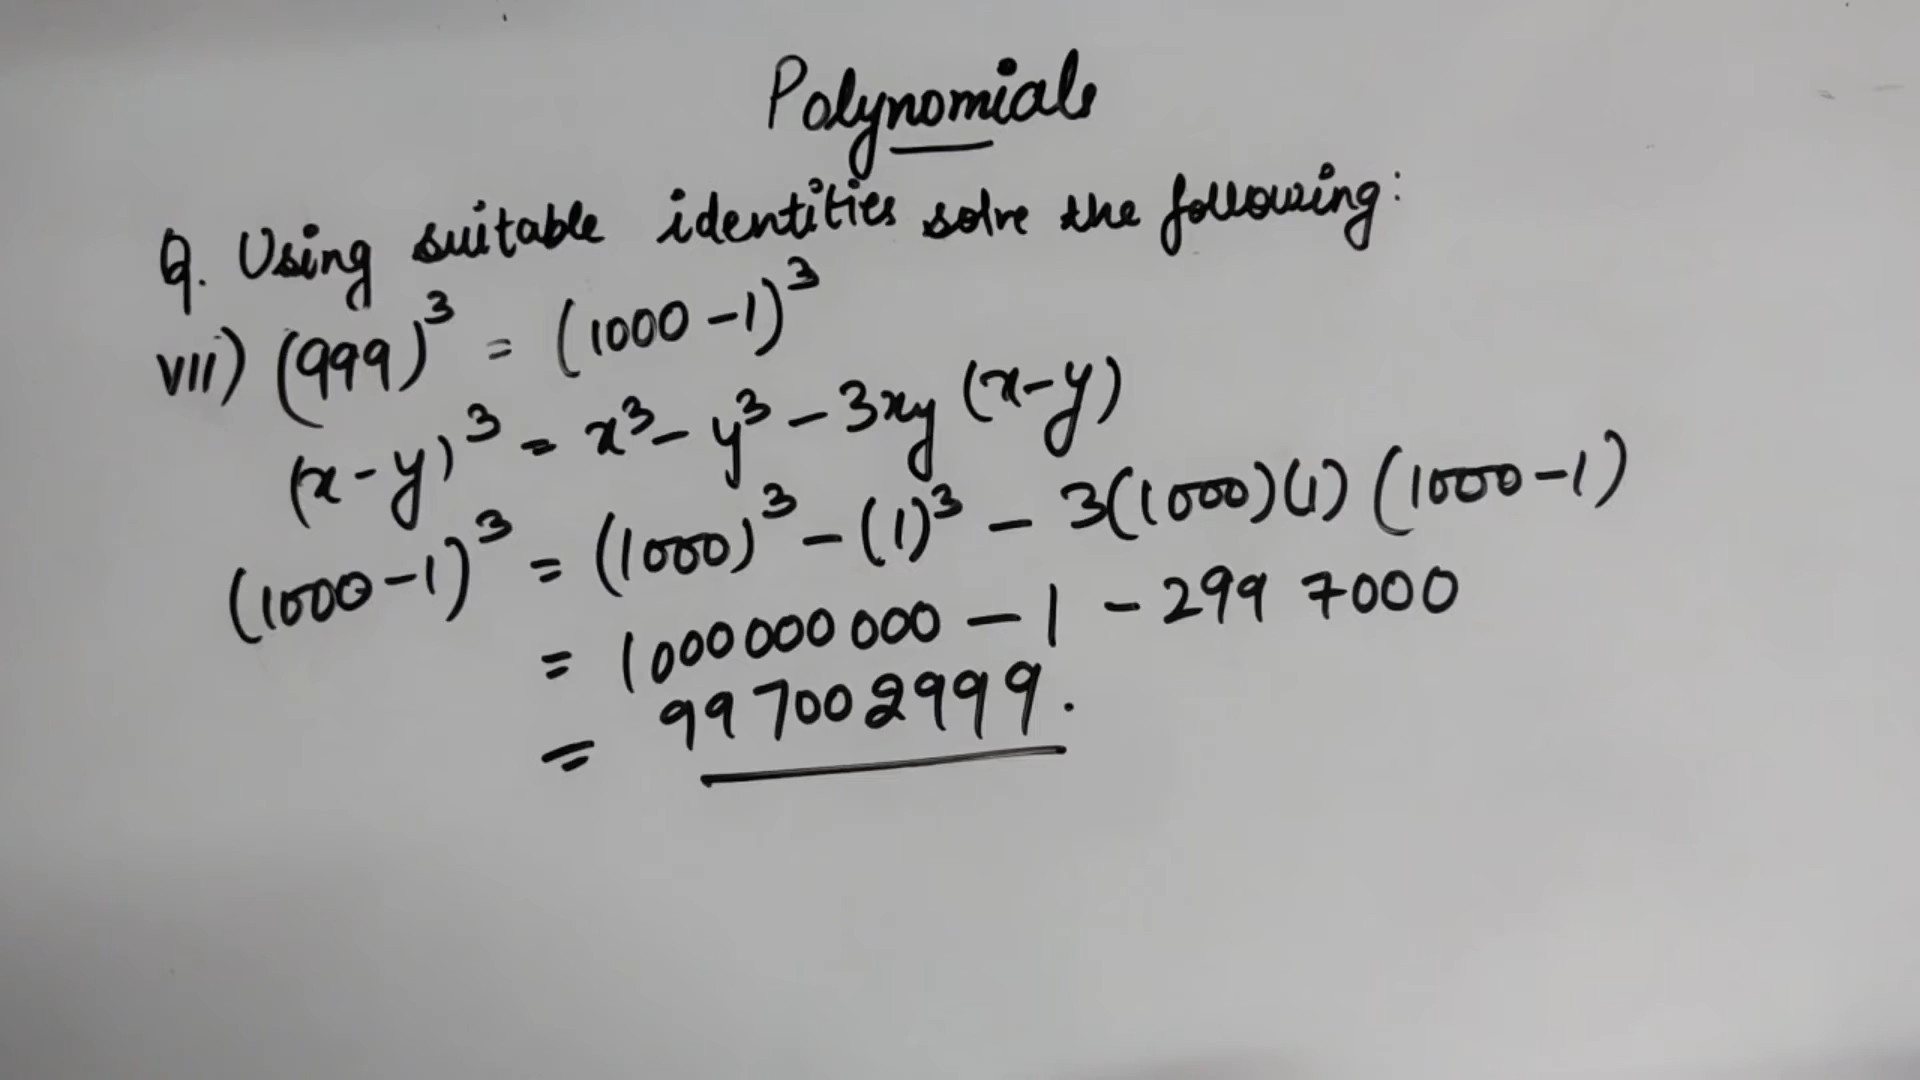 Polynomials
Q. Using suitable identities solve the following:
VII) (999)³ = (1000 - 1)³
(x - y)³ = x³ - y³ - 3xy (x - y)
(1000 - 1)³ = (1000)³ - (1)³ - 3(1000)(1) (1000 - 1)
= 1000000000 - 1 - 2997000
= 997002999.